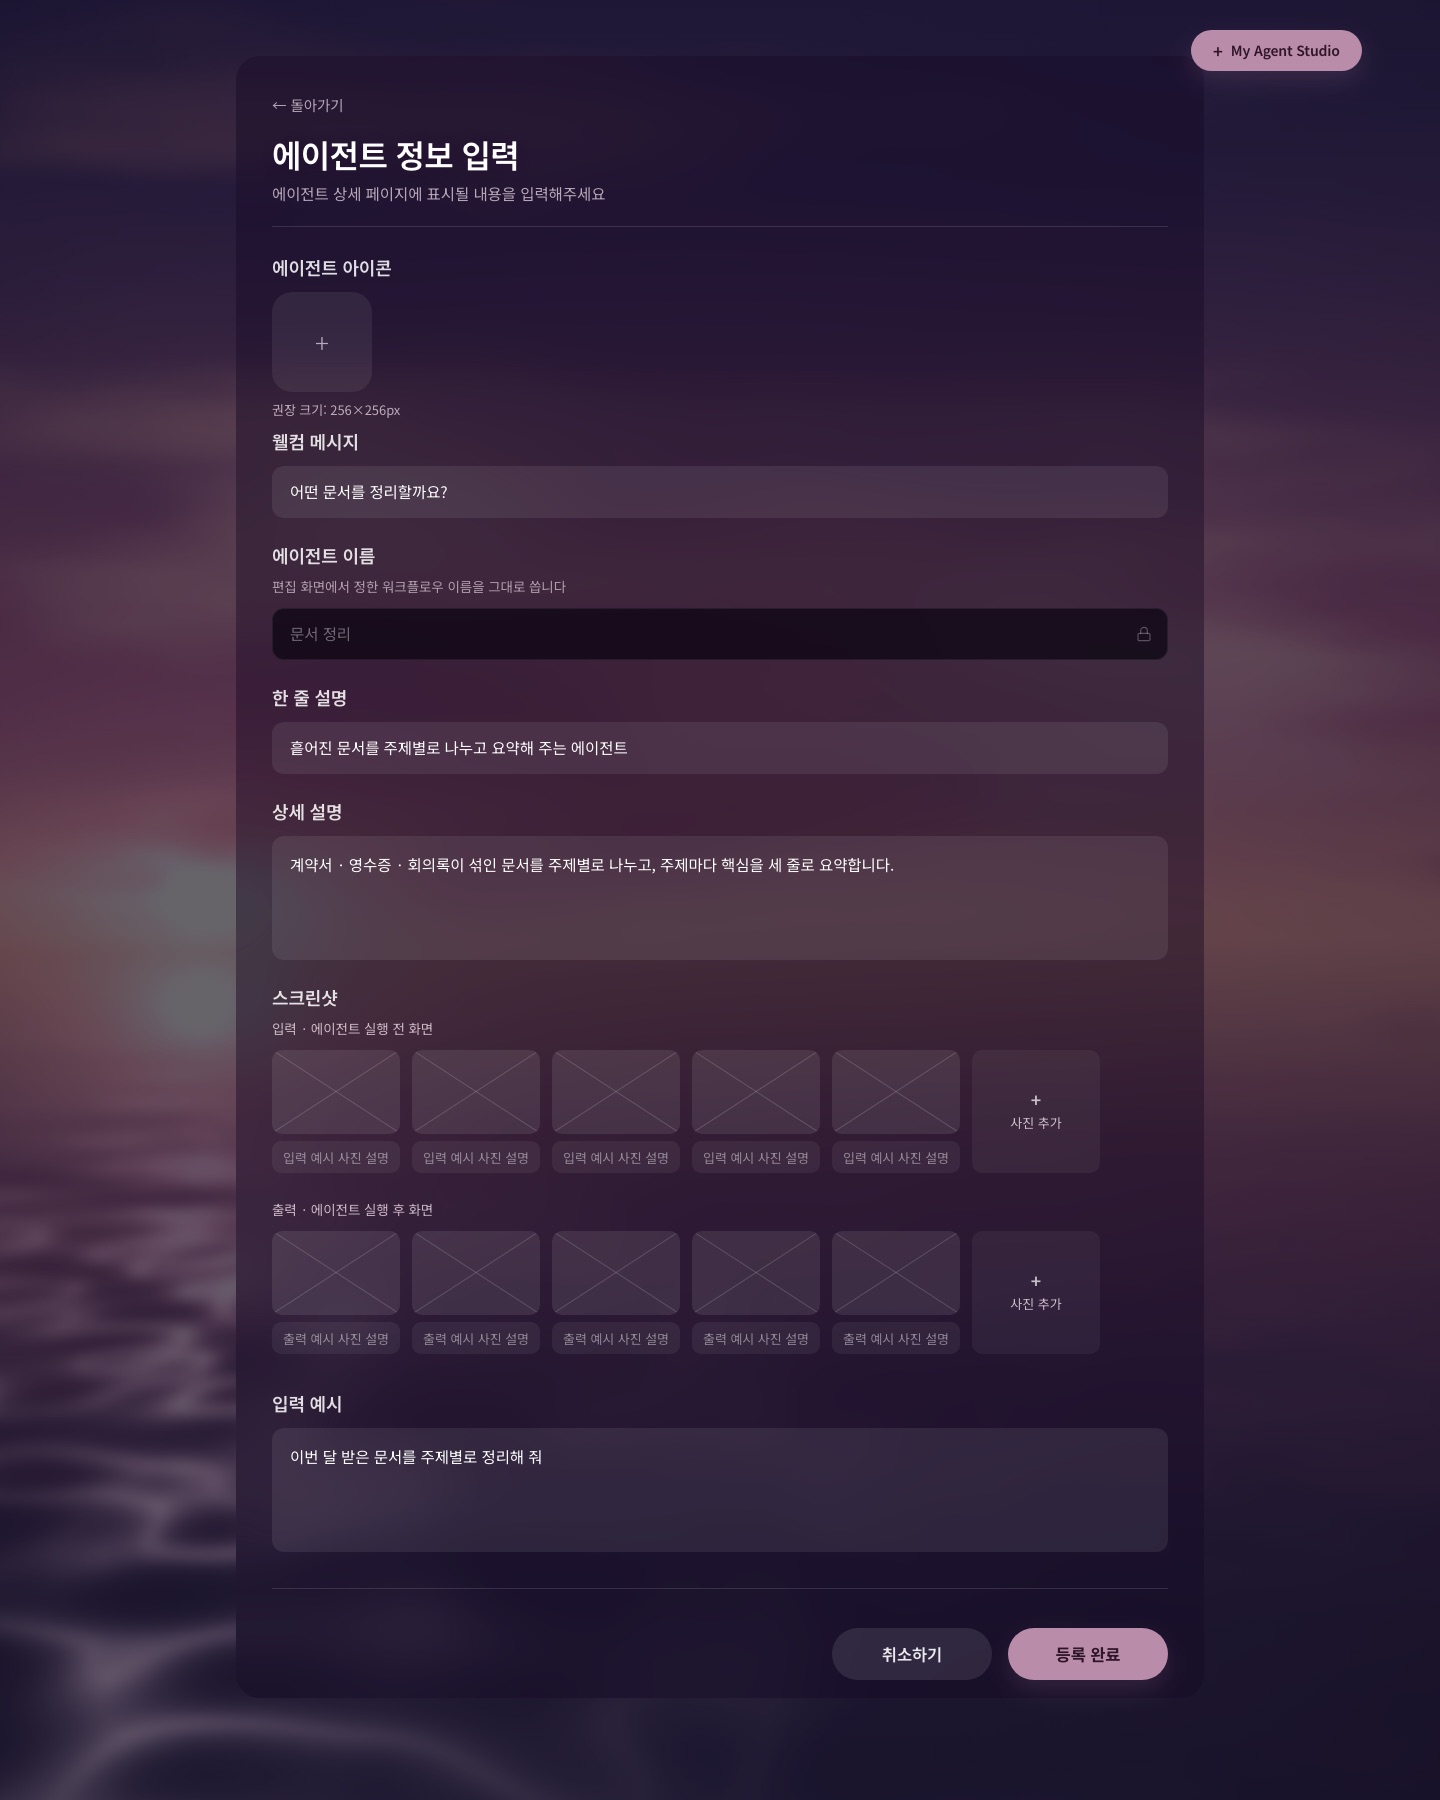 + My Agent Studio
← 돌아가기
에이전트 정보 입력
에이전트 상세 페이지에 표시될 내용을 입력해주세요
에이전트 아이콘
+
권장 크기: 256×256px
웰컴 메시지
어떤 문서를 정리할까요?
에이전트 이름
편집 화면에서 정한 워크플로우 이름을 그대로 씁니다
문서 정리
한 줄 설명
흩어진 문서를 주제별로 나누고 요약해 주는 에이전트
상세 설명
계약서 · 영수증 · 회의록이 섞인 문서를 주제별로 나누고, 주제마다 핵심을 세 줄로 요약합니다.
스크린샷
입력 · 에이전트 실행 전 화면
+
사진 추가
입력 예시 사진 설명 입력 예시 사진 설명 입력 예시 사진 설명 입력 예시 사진 설명 입력 예시 사진 설명
출력 · 에이전트 실행 후 화면
+
사진 추가
출력 예시 사진 설명 출력 예시 사진 설명 출력 예시 사진 설명 출력 예시 사진 설명 출력 예시 사진 설명
입력 예시
이번 달 받은 문서를 주제별로 정리해 줘
취소하기 등록 완료